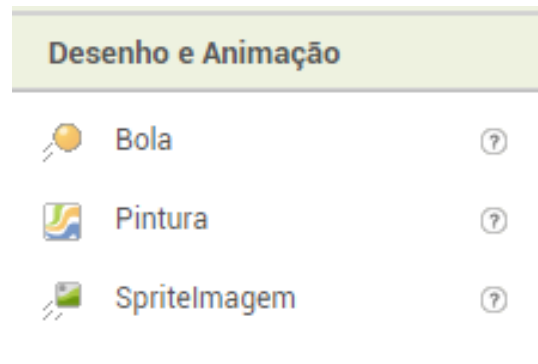 Desenho e Animação
Bola ?
Pintura ?
SpriteImagem ?